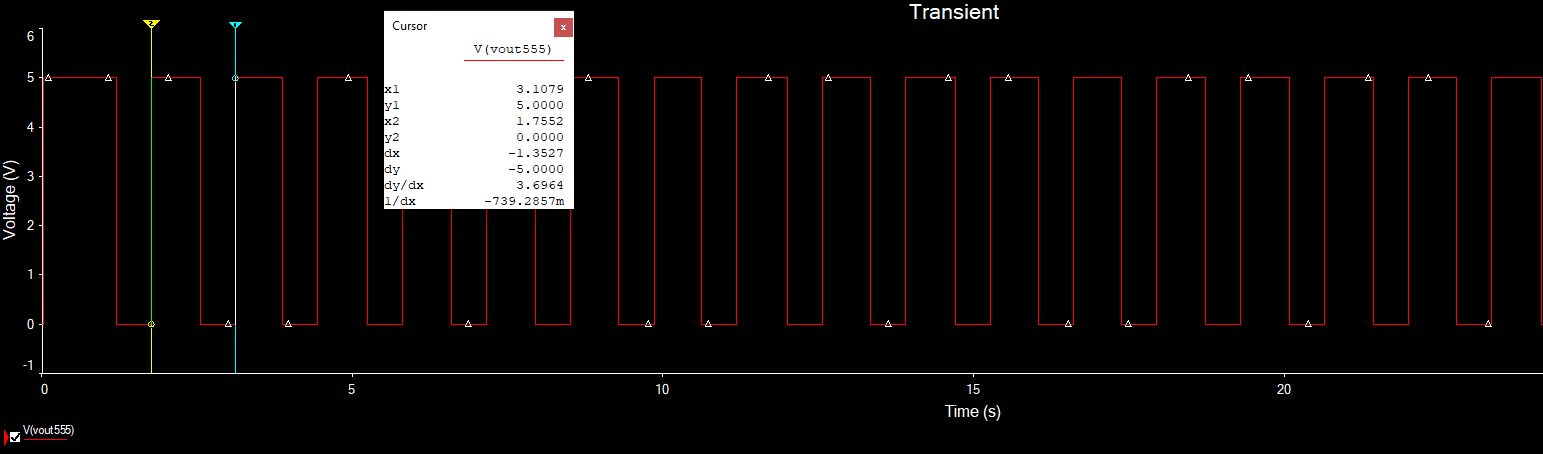 Transient
2
1
Cursor
x
V(vout555)
x1 3.1079
y1 5.0000
x2 1.7552
y2 0.0000
dx -1.3527
dy -5.0000
dy/dx 3.6964
1/dx -739.2857m
Voltage (V)
6
5
4
3
2
1
0
-1
0 5 10 15 20
Time (s)
V(vout555)